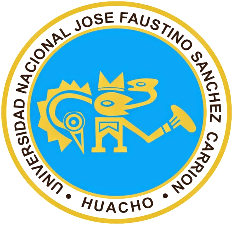 UNIVERSIDAD NACIONAL JOSE FAUSTINO SANCHEZ CARRION
• HUACHO •